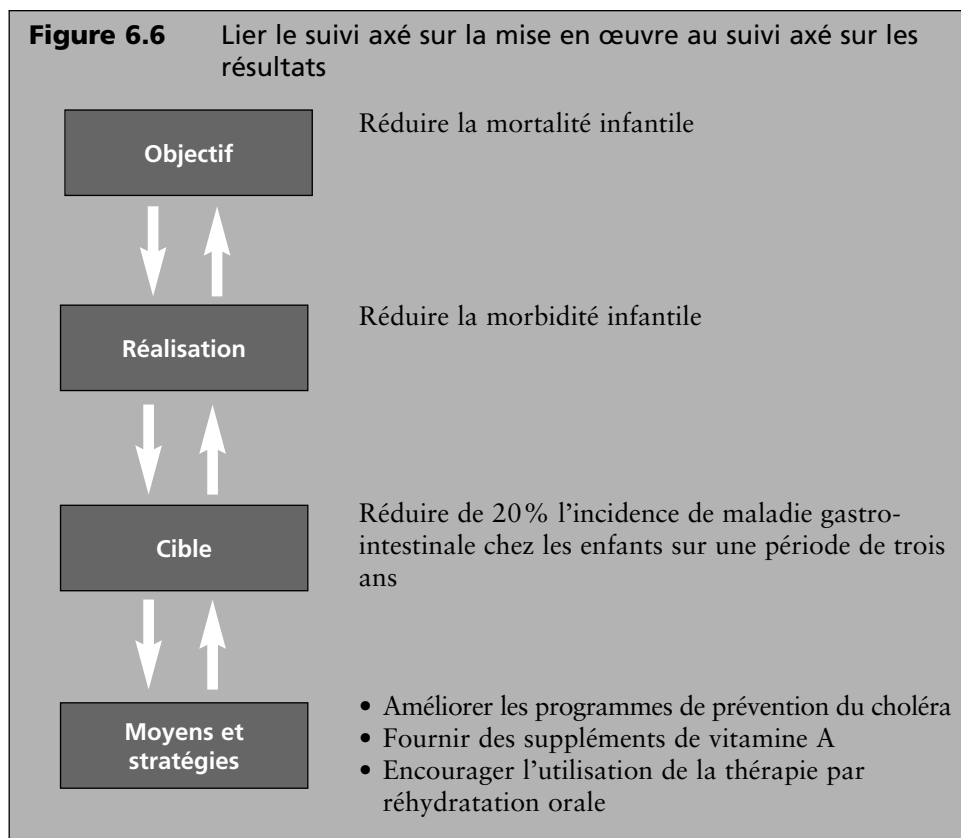 Figure 6.6 Lier le suivi axé sur la mise en œuvre au suivi axé sur les
résultats
Objectif
Réduire la mortalité infantile
Réalisation
Réduire la morbidité infantile
Cible
Réduire de 20% l’incidence de maladie gastro-
intestinale chez les enfants sur une période de trois
ans
Moyens et
stratégies
• Améliorer les programmes de prévention du choléra
• Fournir des suppléments de vitamine A
• Encourager l’utilisation de la thérapie par
réhydratation orale